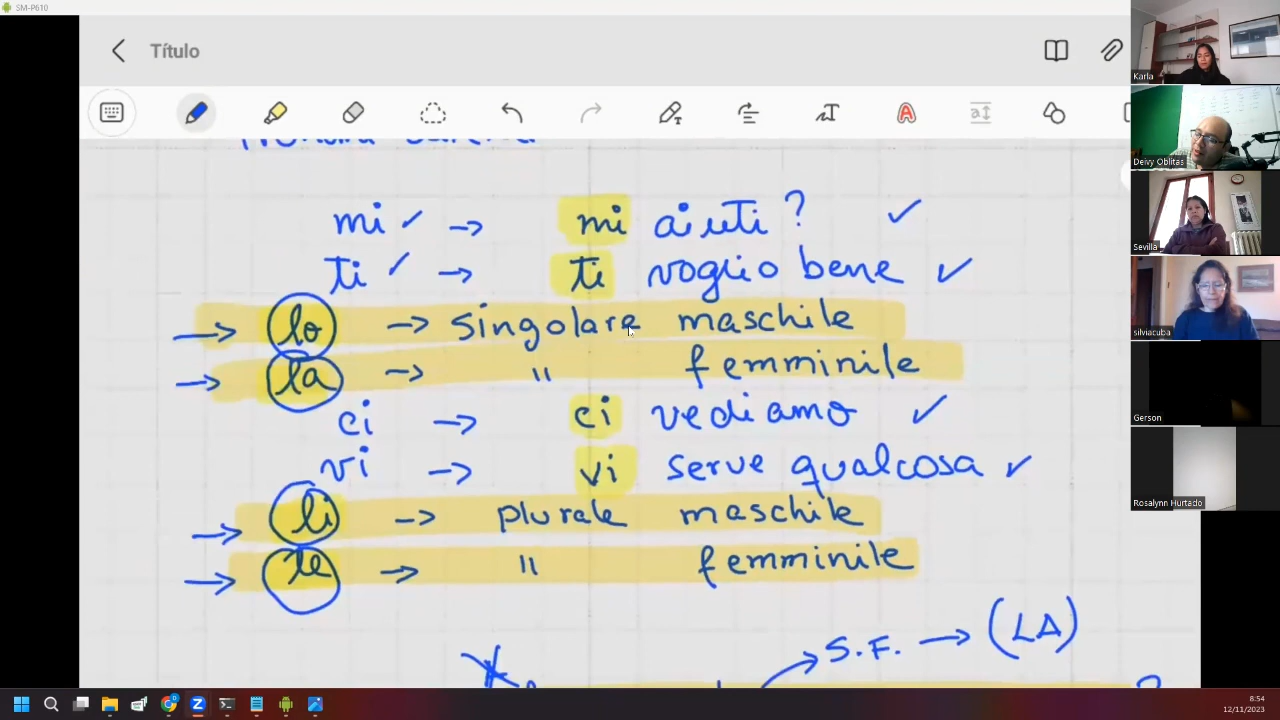 SM-P610
Título
mi ✓ → mi aiuti ? ✓
ti ✓ → ti voglio bene ✓
→ lo → singolare maschile
→ la → " femminile
ci → ci vediamo ✓
vi → vi serve qualcosa ✓
→ li → plurale maschile
→ le → " femminile
S.F. → (LA)
Karla
Deivy Oblitas
Sevilla
silviacuba
Gerson
Rosalynn Hurtado
8:54
12/11/2023